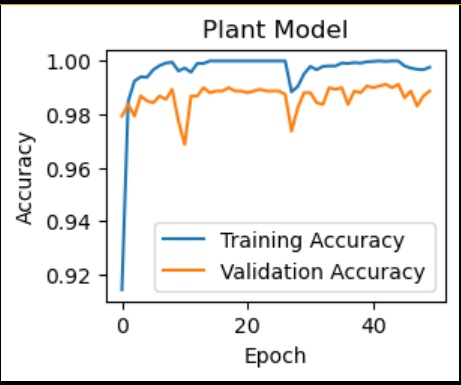 Plant Model
Accuracy
1.00
0.98
0.96
0.94
0.92
Training Accuracy
Validation Accuracy
0
20
40
Epoch